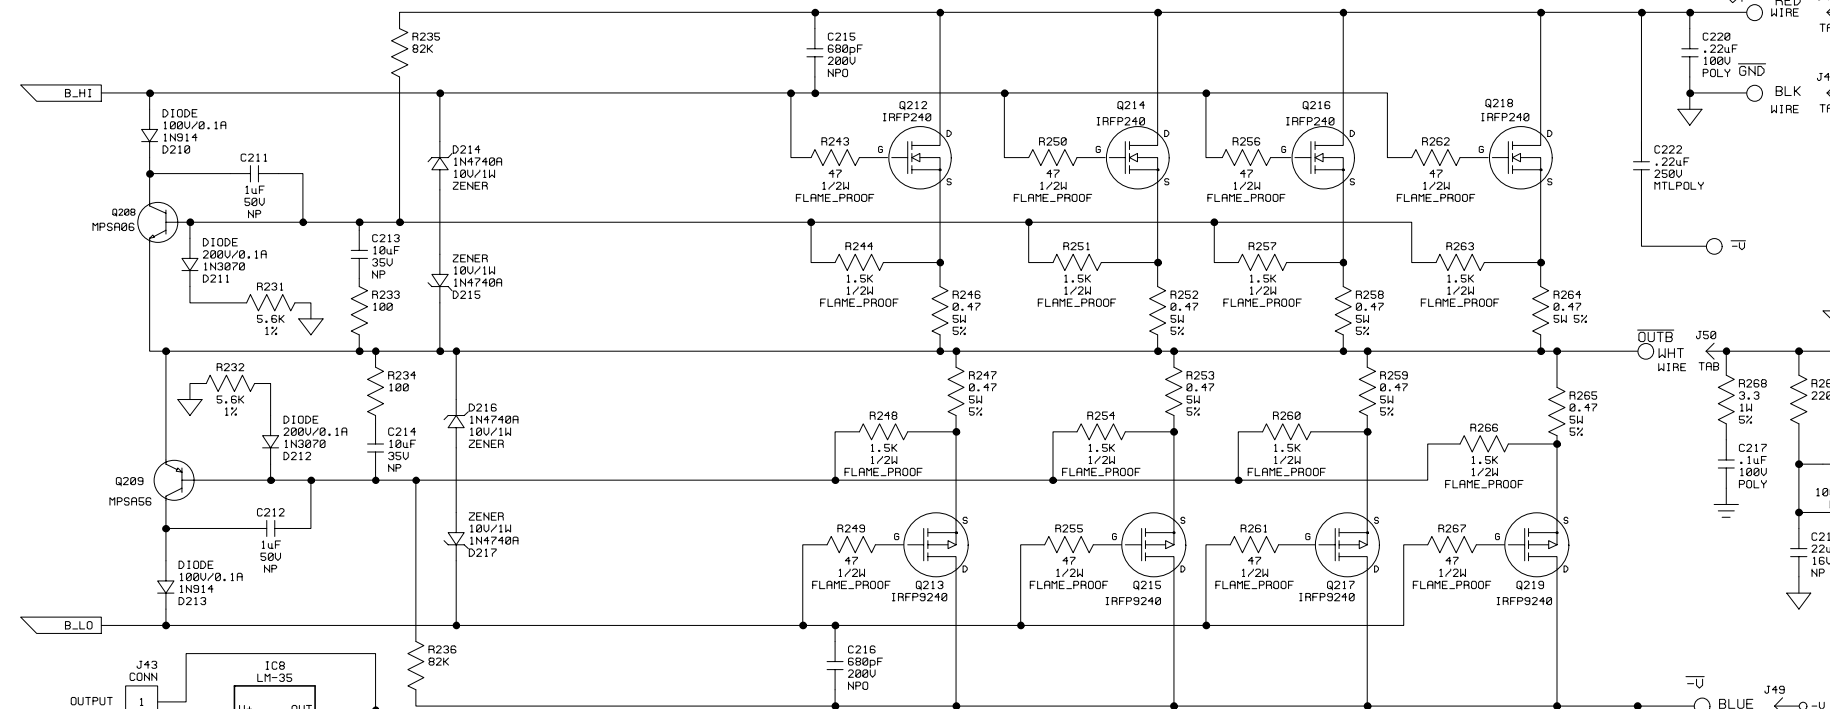 R235
82K
C215
680pF
200V
NPO
RED
WIRE
C220
.22uF
100V
POLY
GND
BLK
WIRE
J4
TA
TA
B_HI
DIODE
100V/0.1A
1N914
D210
C211
1uF
50V
NP
D214
1N4740A
10V/1W
ZENER
Q212
IRFP240
Q214
IRFP240
Q216
IRFP240
Q218
IRFP240
R243
47
1/2W
FLAME_PROOF
G
D
S
R250
47
1/2W
FLAME_PROOF
G
D
S
R256
47
1/2W
FLAME_PROOF
G
D
S
R262
47
1/2W
FLAME_PROOF
G
D
S
C222
.22uF
250V
MTLPOLY
-V
Q208
MPSA06
DIODE
200V/0.1A
1N3070
D211
R231
5.6K
1%
C213
10uF
35V
NP
R233
100
ZENER
10V/1W
1N4740A
D215
R244
1.5K
1/2W
FLAME_PROOF
R251
1.5K
1/2W
FLAME_PROOF
R257
1.5K
1/2W
FLAME_PROOF
R263
1.5K
1/2W
FLAME_PROOF
R246
0.47
5W
5%
R252
0.47
5W
5%
R258
0.47
5W
5%
R264
0.47
5W 5%
OUTB
WHT
WIRE
J50
TAB
R232
5.6K
1%
R234
100
C214
10uF
35V
NP
DIODE
200V/0.1A
1N3070
D212
D216
1N4740A
10V/1W
ZENER
R247
0.47
5W
5%
R253
0.47
5W
5%
R259
0.47
5W
5%
R265
0.47
5W
5%
R268
3.3
1W
5%
R26
220
R248
1.5K
1/2W
FLAME_PROOF
R254
1.5K
1/2W
FLAME_PROOF
R260
1.5K
1/2W
FLAME_PROOF
R266
1.5K
1/2W
FLAME_PROOF
C217
.1uF
100V
POLY
Q209
MPSA56
C212
1uF
50V
NP
ZENER
10V/1W
1N4740A
D217
R249
47
1/2W
FLAME_PROOF
G
S
D
Q213
IRFP9240
R255
47
1/2W
FLAME_PROOF
G
S
D
Q215
IRFP9240
R261
47
1/2W
FLAME_PROOF
G
S
D
Q217
IRFP9240
R267
47
1/2W
FLAME_PROOF
G
S
D
Q219
IRFP9240
10
C21
22u
16V
NP
DIODE
100V/0.1A
1N914
D213
B_LO
R236
82K
C216
680pF
200V
NPO
J43
CONN
OUTPUT
1
IC8
LM-35
V+
OUT
-V
BLUE
J49
-V